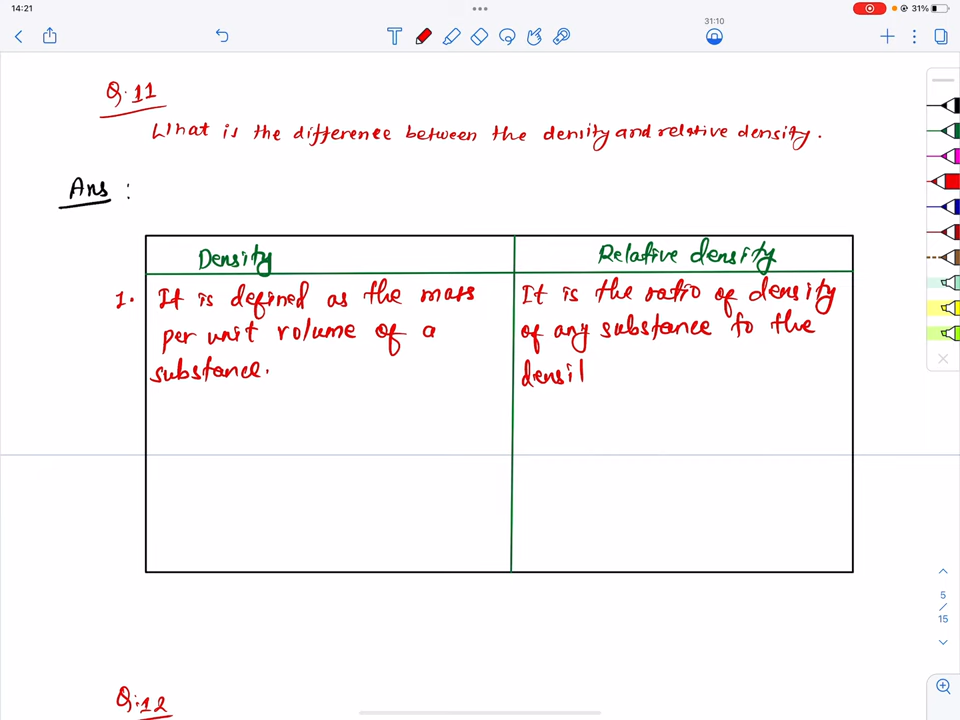 14:21
31%
31:10
Q.11
What is the difference between the density and relative density.
Ans :
Density
Relative density
1. It is defined as the mass
per unit volume of a
substance.
It is the ratio of density
of any substance to the
densit
5
/
15
Q.12